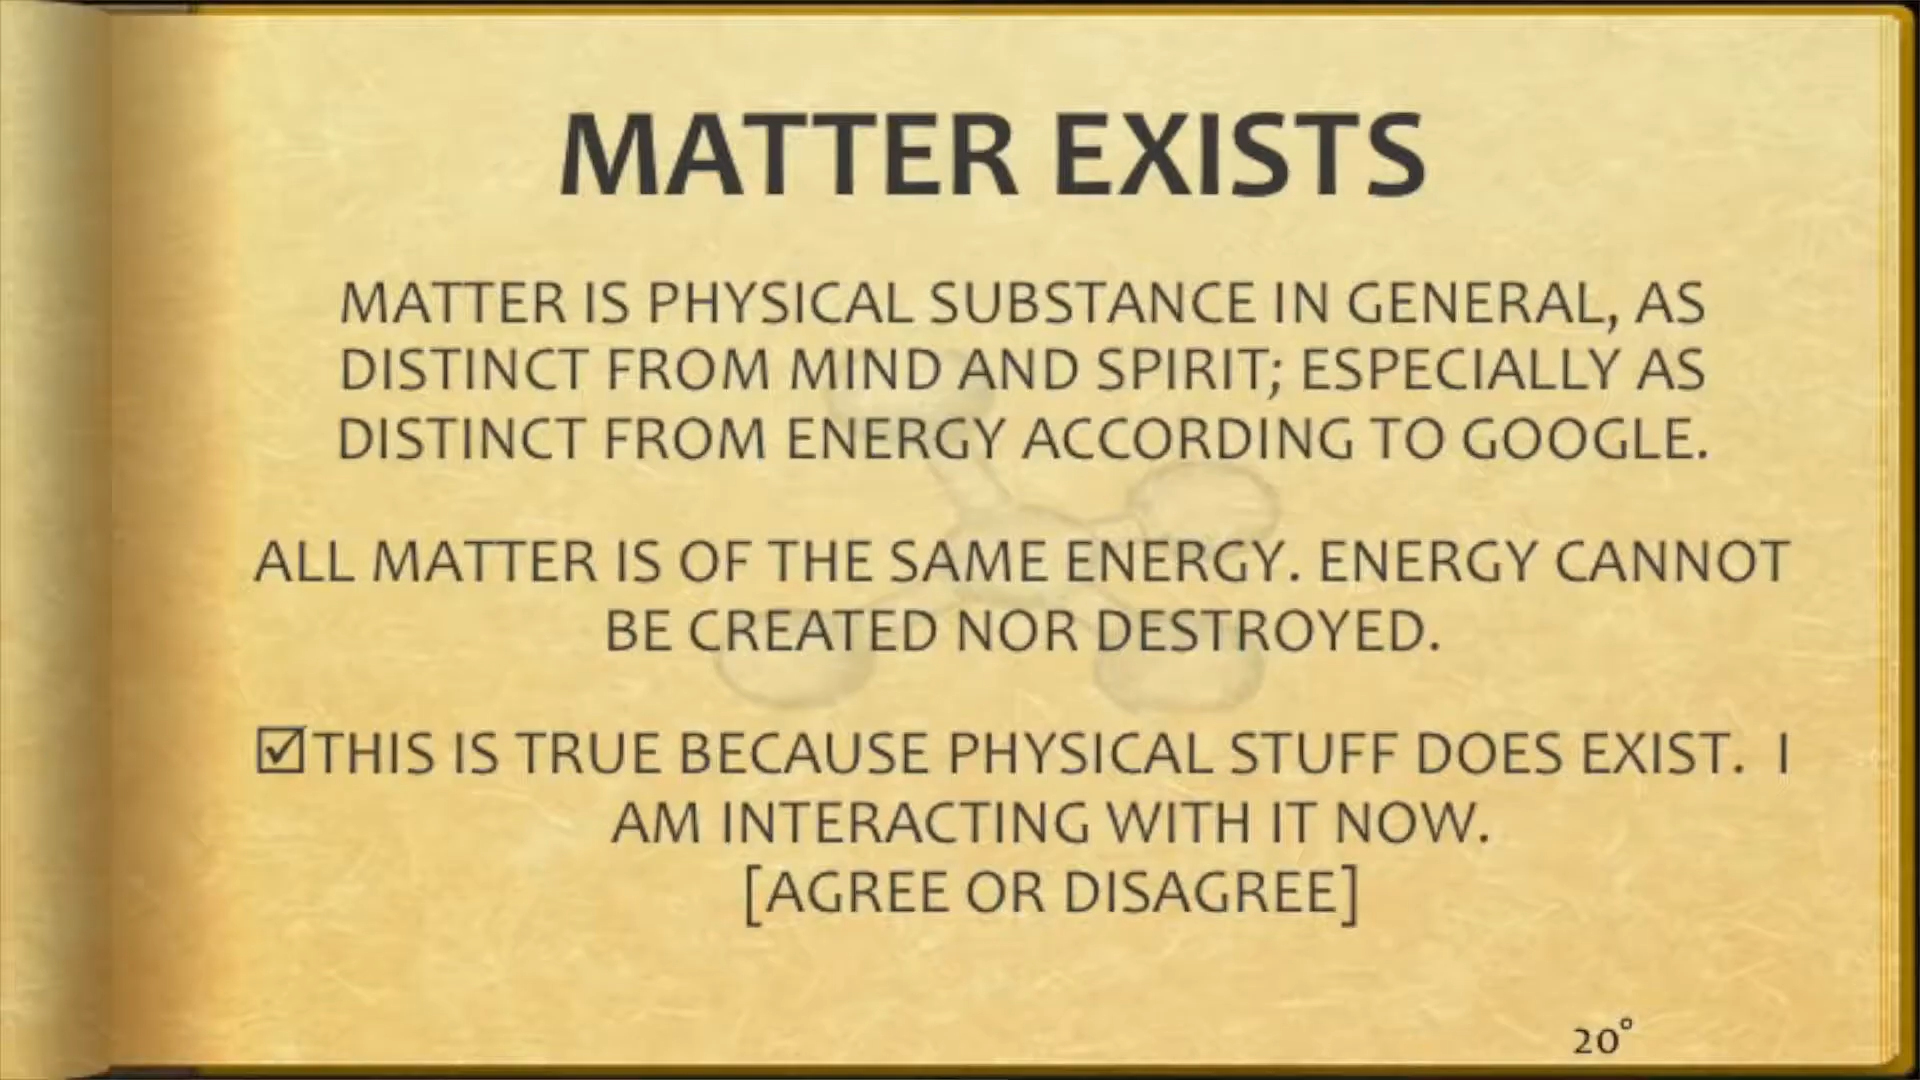 MATTER EXISTS
MATTER IS PHYSICAL SUBSTANCE IN GENERAL, AS
DISTINCT FROM MIND AND SPIRIT; ESPECIALLY AS
DISTINCT FROM ENERGY ACCORDING TO GOOGLE.
ALL MATTER IS OF THE SAME ENERGY. ENERGY CANNOT
BE CREATED NOR DESTROYED.
☑THIS IS TRUE BECAUSE PHYSICAL STUFF DOES EXIST. I
AM INTERACTING WITH IT NOW.
[AGREE OR DISAGREE]
20°